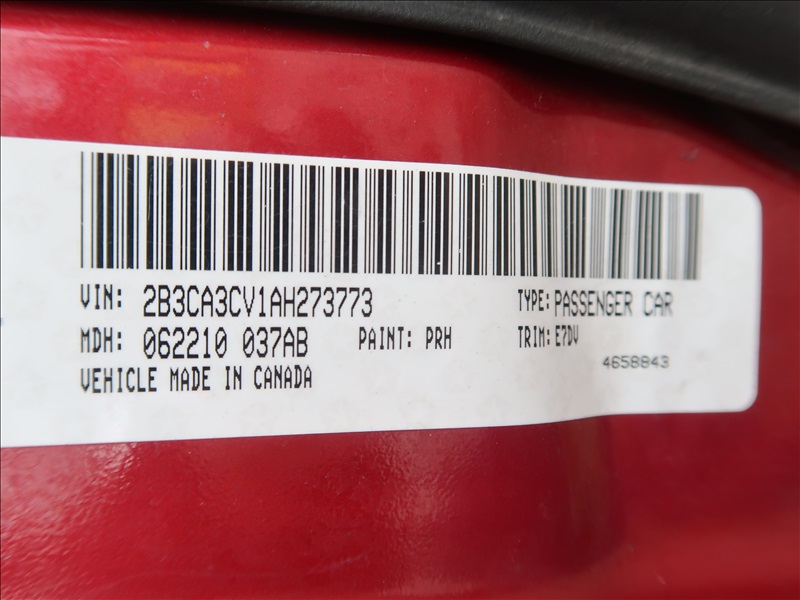 VIN: 2B3CA3CV1AH273773 TYPE: PASSENGER CAR
MDH: 062210 037AB PAINT: PRH TRIM: E7DV
VEHICLE MADE IN CANADA 4658843